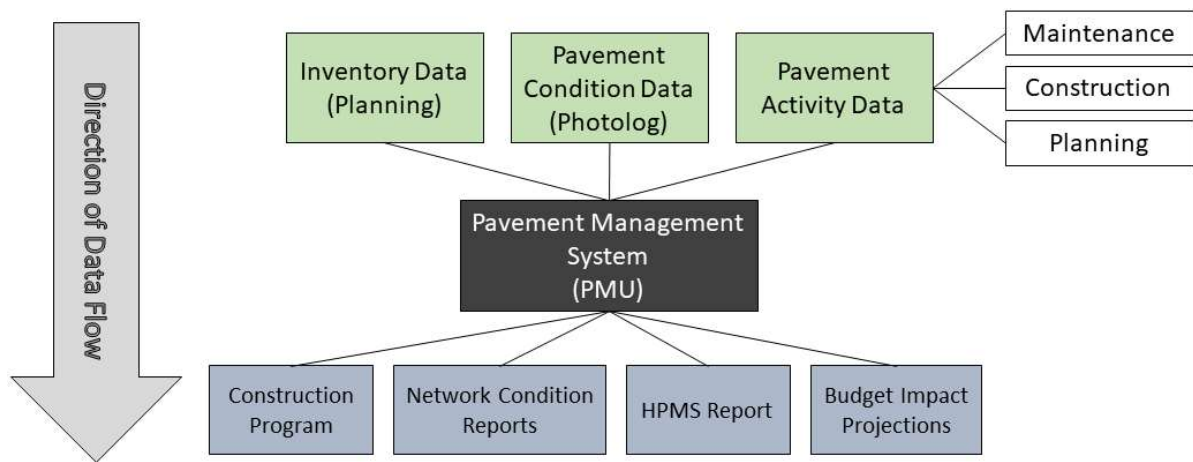 Direction of Data Flow
Inventory Data
(Planning)
Pavement
Condition Data
(Photolog)
Pavement
Activity Data
Maintenance
Construction
Planning
Pavement Management
System
(PMU)
Construction
Program
Network Condition
Reports
HPMS Report
Budget Impact
Projections